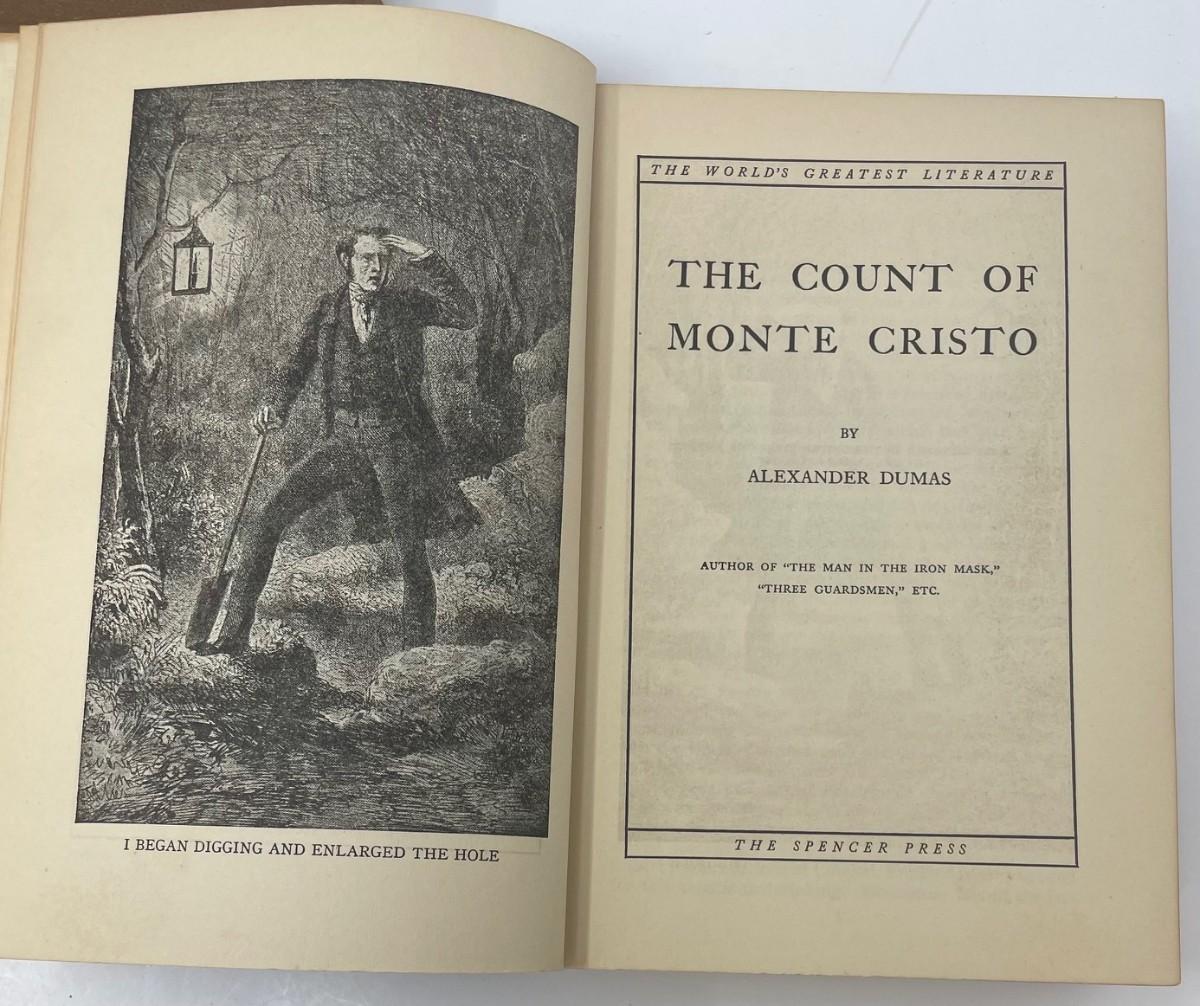 I BEGAN DIGGING AND ENLARGED THE HOLE
THE WORLD'S GREATEST LITERATURE
THE COUNT OF
MONTE CRISTO
BY
ALEXANDER DUMAS
AUTHOR OF "THE MAN IN THE IRON MASK,"
"THREE GUARDSMEN," ETC.
THE SPENCER PRESS